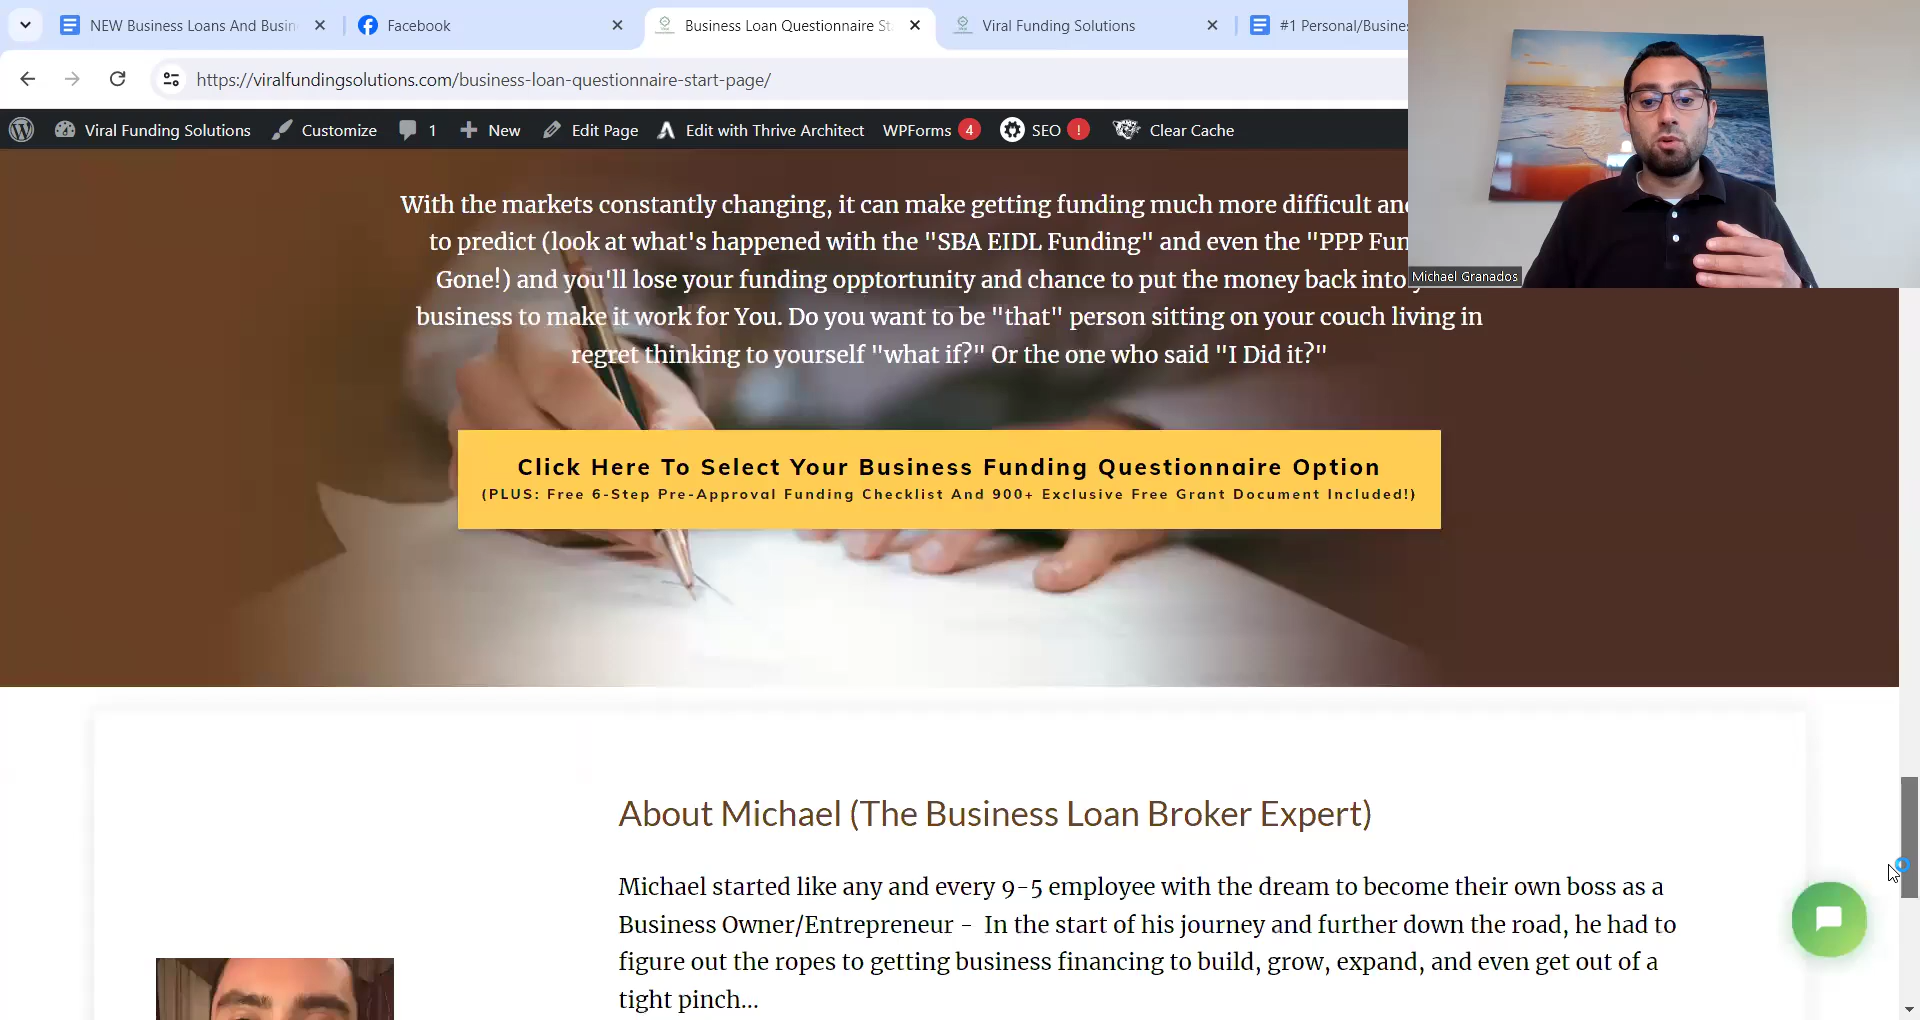 NEW Business Loans And Busin
Facebook
Business Loan Questionnaire St
Viral Funding Solutions
#1 Personal/Busines
https://viralfundingsolutions.com/business-loan-questionnaire-start-page/
Viral Funding Solutions
Customize
1
New
Edit Page
Edit with Thrive Architect
WPForms 4
SEO !
Clear Cache
Michael Granados
With the markets constantly changing, it can make getting funding much more difficult and
to predict (look at what's happened with the "SBA EIDL Funding" and even the "PPP Fun
Gone!) and you'll lose your funding opptortunity and chance to put the money back into y
business to make it work for You. Do you want to be "that" person sitting on your couch living in
regret thinking to yourself "what if?" Or the one who said "I Did it?"
Click Here To Select Your Business Funding Questionnaire Option
(PLUS: Free 6-Step Pre-Approval Funding Checklist And 900+ Exclusive Free Grant Document Included!)
About Michael (The Business Loan Broker Expert)
Michael started like any and every 9-5 employee with the dream to become their own boss as a
Business Owner/Entrepreneur - In the start of his journey and further down the road, he had to
figure out the ropes to getting business financing to build, grow, expand, and even get out of a
tight pinch...